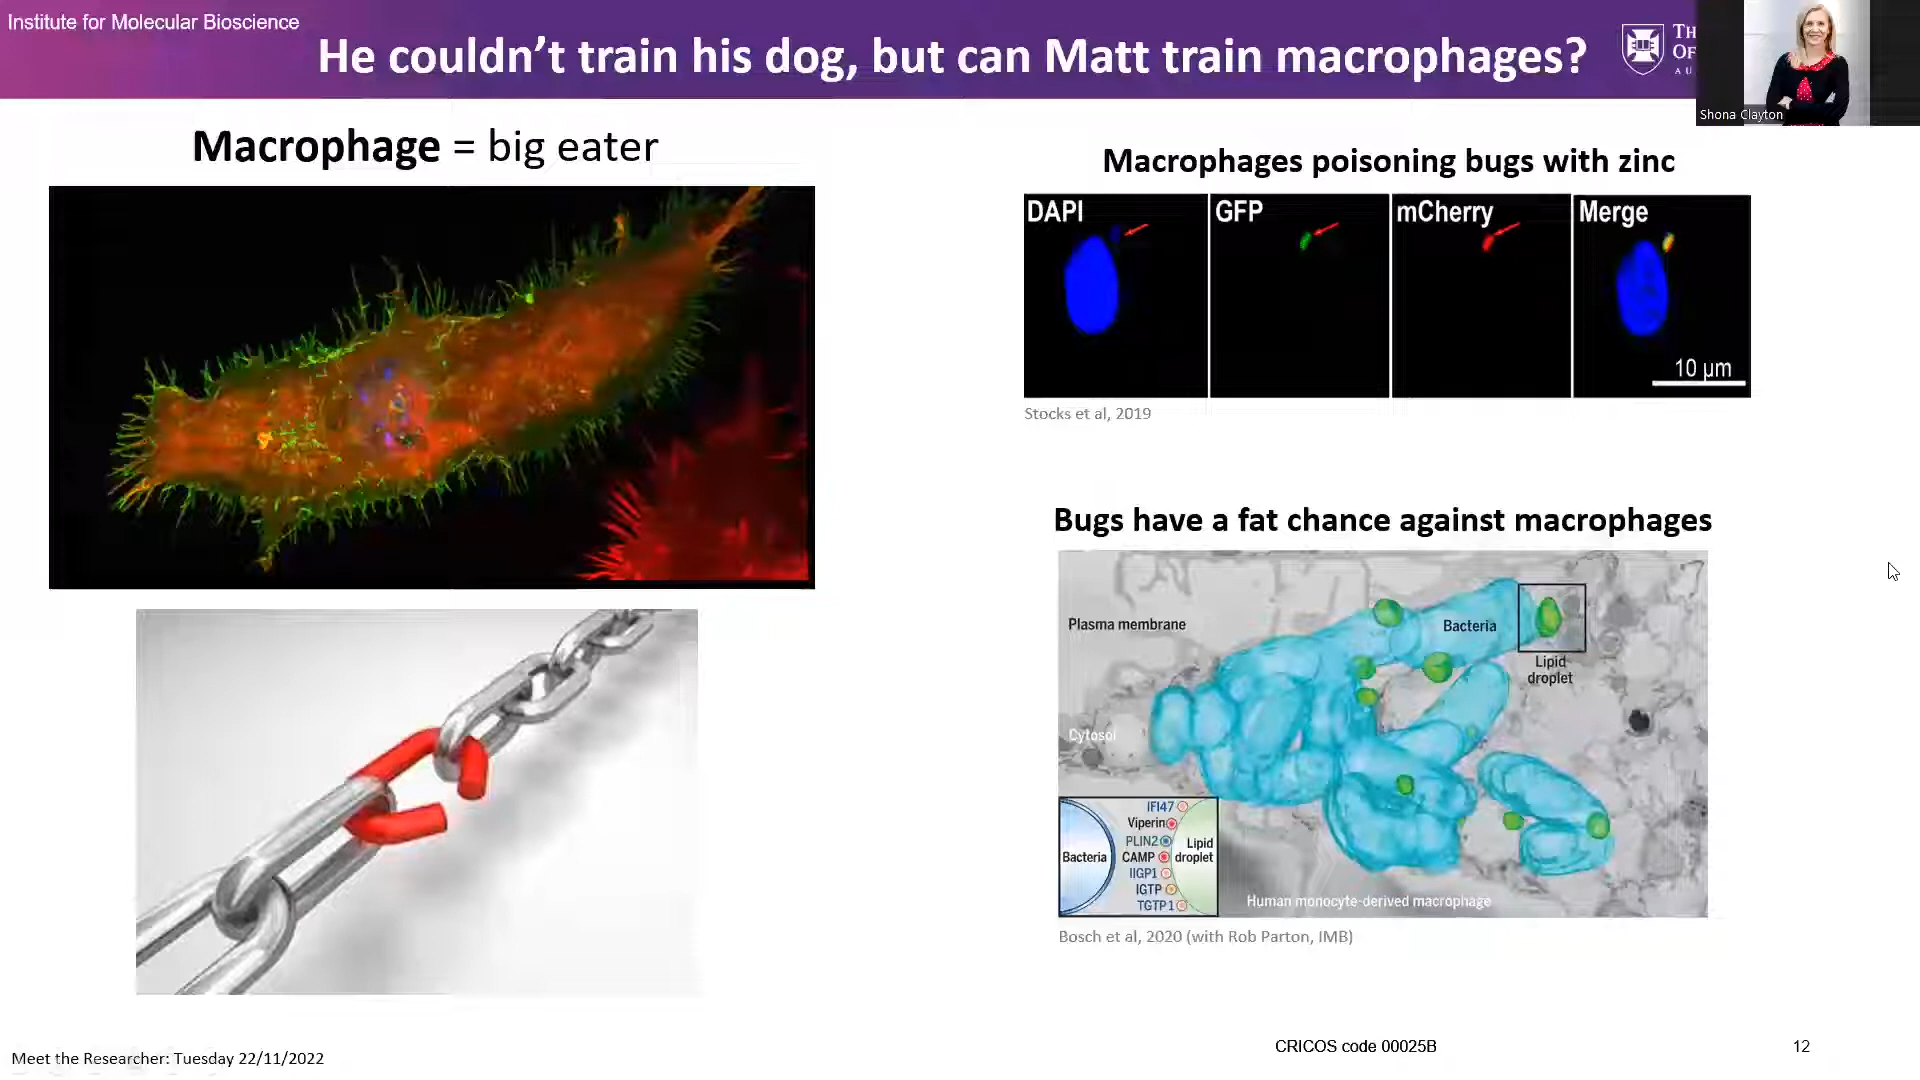 Institute for Molecular Bioscience
He couldn’t train his dog, but can Matt train macrophages?
TH
OF
AU
Shona Clayton
Macrophage = big eater
Macrophages poisoning bugs with zinc
DAPI
GFP
mCherry
Merge
10 µm
Stocks et al, 2019
Bugs have a fat chance against macrophages
Plasma membrane
Bacteria
Lipid
droplet
Cytosol
IFI47
Viperin
PLIN2
CAMP
IIGP1
IGTP
TGTP1
Bacteria
Lipid
droplet
Human monocyte-derived macrophage
Bosch et al, 2020 (with Rob Parton, IMB)
Meet the Researcher: Tuesday 22/11/2022
CRICOS code 00025B
12